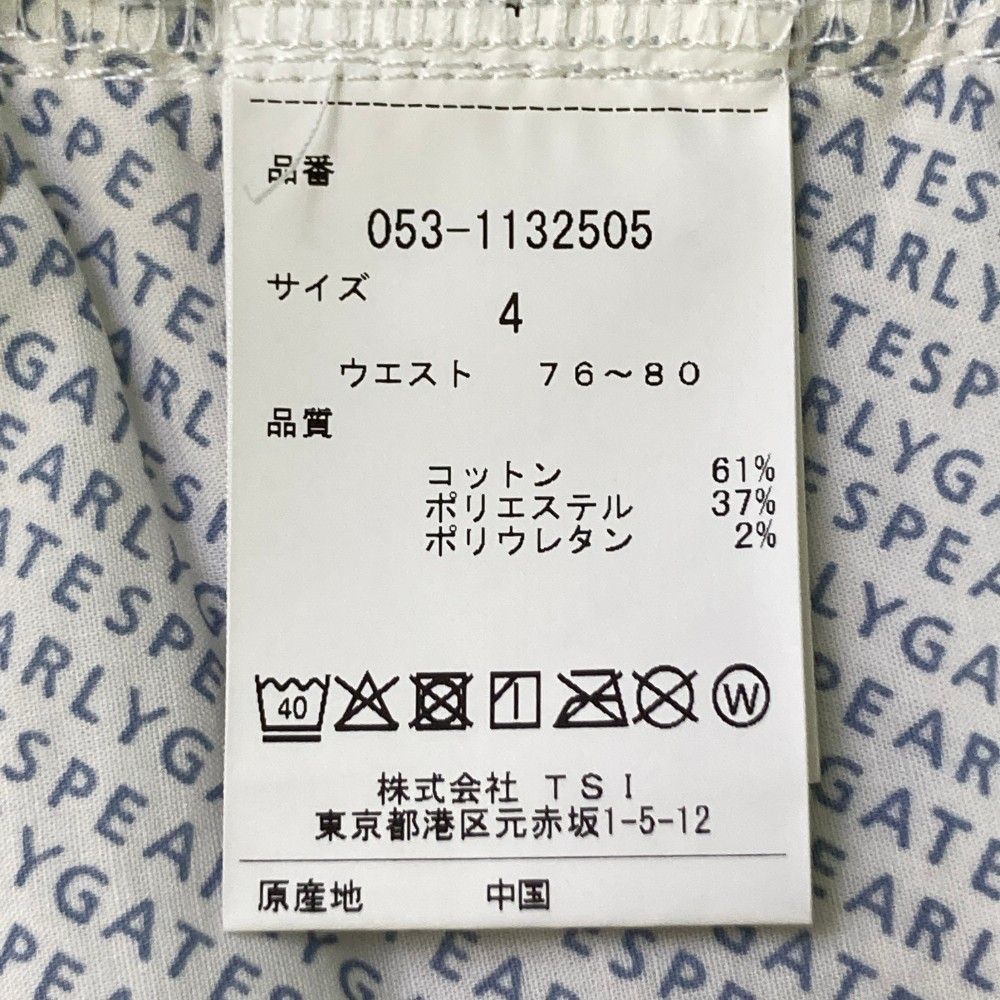 品番
053-1132505
サイズ
4
ウエスト 76～80
品質
コットン 61%
ポリエステル 37%
ポリウレタン 2%
40 W
株式会社 TSI
東京都港区元赤坂1-5-12
原産地 中国
PEARLYGATES